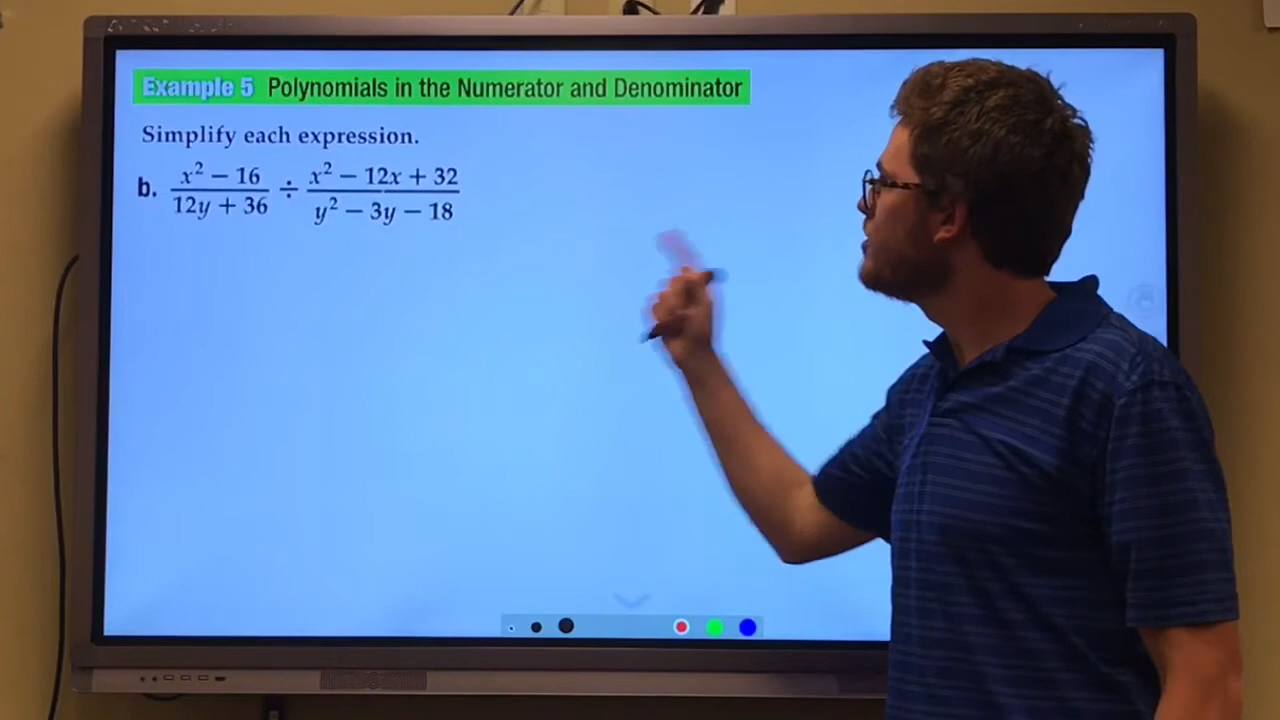 Example 5 Polynomials in the Numerator and Denominator
Simplify each expression.
b. x² − 16 / 12y + 36 ÷ x² − 12x + 32 / y² − 3y − 18